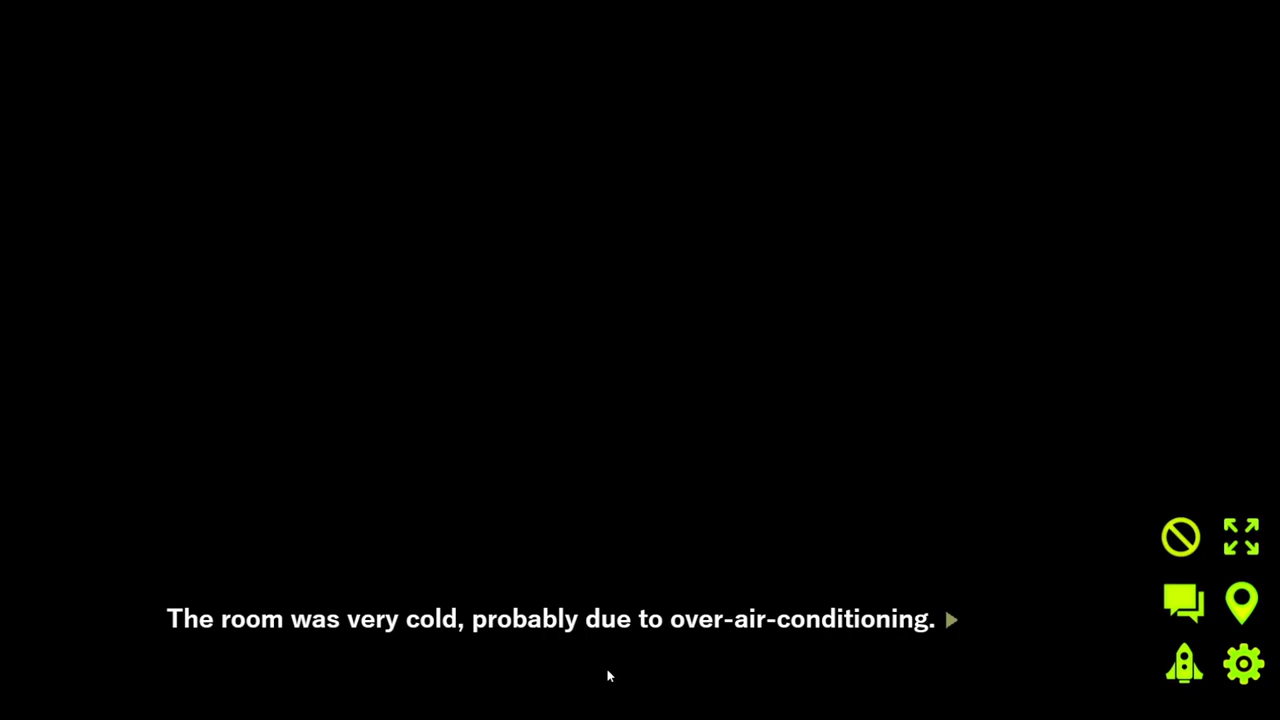 The room was very cold, probably due to over-air-conditioning.